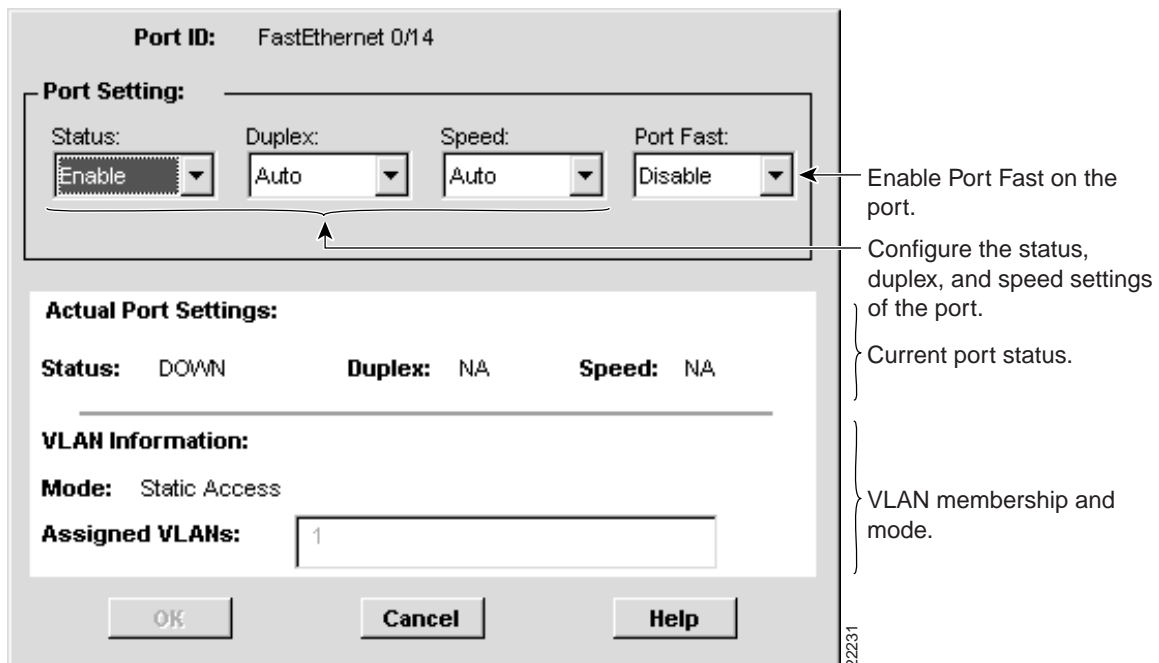 Port ID: FastEthernet 0/14
Port Setting:
Status: Duplex: Speed: Port Fast:
Enable Auto Auto Disable
Enable Port Fast on the
port.
Configure the status,
duplex, and speed settings
of the port.
Actual Port Settings:
Status: DOWN Duplex: NA Speed: NA
Current port status.
VLAN Information:
Mode: Static Access
Assigned VLANs: 1
VLAN membership and
mode.
OK Cancel Help
22231